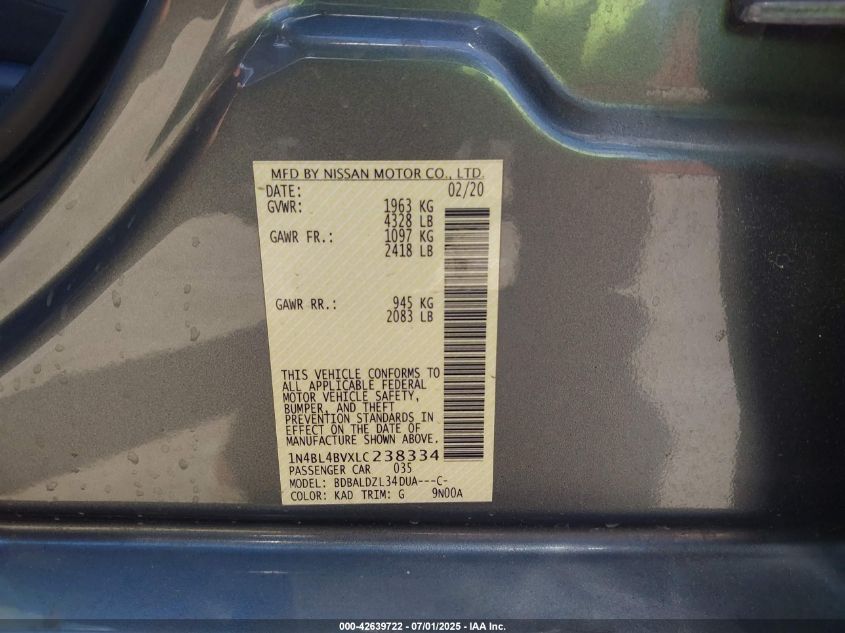 MFD BY NISSAN MOTOR CO., LTD.
DATE: 02/20
GVWR: 1963 KG
4328 LB
GAWR FR.: 1097 KG
2418 LB
GAWR RR.: 945 KG
2083 LB
THIS VEHICLE CONFORMS TO
ALL APPLICABLE FEDERAL
MOTOR VEHICLE SAFETY,
BUMPER, AND THEFT
PREVENTION STANDARDS IN
EFFECT ON THE DATE OF
MANUFACTURE SHOWN ABOVE.
1N4BL4BVXLC238334
PASSENGER CAR 035
MODEL: BDBALDZL34DUA---C-
COLOR: KAD TRIM: G 9N00A
000-42639722 - 07/01/2025 - IAA Inc.